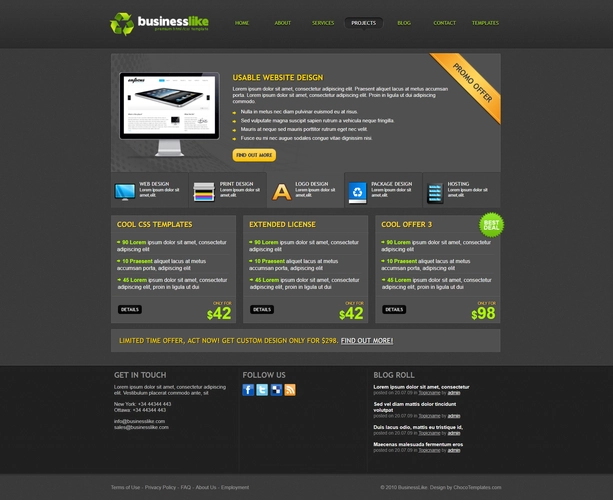 businesslike
premium html/css template
HOME ABOUT SERVICES PROJECTS BLOG CONTACT TEMPLATES
PROMO OFFER
USABLE WEBSITE DEISGN
Lorem ipsum dolor sit amet, consectetur adipiscing elit. Praesent aliquet lacus ut metus accumsan
porta. Lorem ipsum dolor sit amet, consectetur adipiscing elit. Praesent aliquet lacus ut metus
commodo.
Nulla in metus nec diam pulvinar euismod eu at risus.
Sed vulputate magna suscipit sapien rutrum a vehicula neque fringilla.
Mauris at neque sed mauris porttitor rutrum eget velit.
Fusce eu mi nec augue sodales congue vitae dignissim nisi.
FIND OUT MORE
WEB DESIGN
Lorem ipsum dolor sit
amet,elit
PRINT DESIGN
Lorem ipsum dolor sit
amet,elit
LOGO DESIGN
Lorem ipsum dolor sit
amet,elit
PACKAGE DESIGN
Lorem ipsum dolor sit
amet,elit
HOSTING
Lorem ipsum dolor sit
amet,elit
COOL CSS TEMPLATES
90 Lorem ipsum dolor sit amet, consectetur
adipiscing elit
10 Praesent aliquet lacus at metus
accumsan porta, adipiscing elit
45 Lorem ipsum dolor sit amet, consectetur
adipiscing elit, proin in ligula id dui
DETAILS
ONLY FOR
$42
EXTENDED LICENSE
90 Lorem ipsum dolor sit amet, consectetur
adipiscing elit
10 Praesent aliquet lacus at metus
accumsan porta, adipiscing elit
45 Lorem ipsum dolor sit amet, consectetur
adipiscing elit, proin in ligula id dui
DETAILS
ONLY FOR
$42
COOL OFFER 3
BEST
DEAL
90 Lorem ipsum dolor sit amet, consectetur
adipiscing elit
10 Praesent aliquet lacus at metus
accumsan porta, adipiscing elit
45 Lorem ipsum dolor sit amet, consectetur
adipiscing elit, proin in ligula id dui
DETAILS
ONLY FOR
$98
LIMITED TIME OFFER, ACT NOW! GET CUSTOM DESIGN ONLY FOR $298. FIND OUT MORE!
GET IN TOUCH
Lorem ipsum dolor sit amet, consectetur adipiscing
elit. Vestibulum placerat commodo ante, sit
New York: +34 44344 443
Ottawa: +34 44344 443
info@businesslike.com
sales@businesslike.com
FOLLOW US
BLOG ROLL
Lorem ipsum dolor sit amet, consectetur
posted on 20.07.09 in Topicname by admin
Sed vel diam mattis dolor tincidunt
volutpat
posted on 20.07.09 in Topicname by admin
Duis lacus odio, mattis eu tristique id,
posted on 20.07.09 in Topicname by admin
Maecenas malesuada fermentum eros
posted on 20.07.09 in Topicname by admin
Terms of Use - Privacy Policy - FAQ - About Us - Employment
© 2010 BusinessLike. Design by ChocoTemplates.com